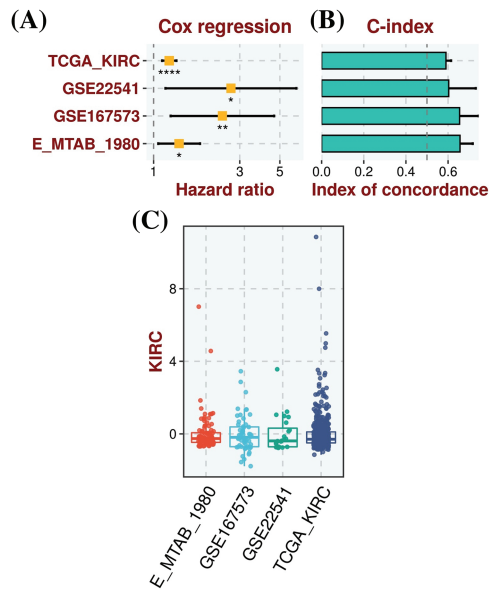 (A)
Cox regression
TCGA_KIRC
****
GSE22541
*
GSE167573
**
E_MTAB_1980
*
1
3
5
Hazard ratio
(B)
C-index
0.0 0.2 0.4 0.6
Index of concordance
(C)
KIRC
8
4
0
E_MTAB_1980
GSE167573
GSE22541
TCGA_KIRC